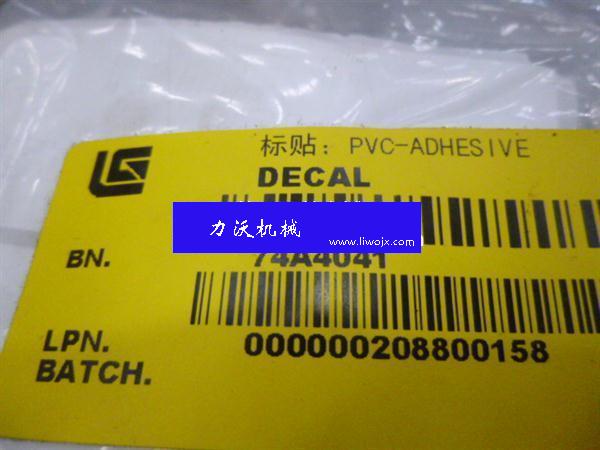 标贴: PVC-ADHESIVE
DECAL
力沃机械
www.liwojx.com
BN. 74A4041
LPN. 000000208800158
BATCH.